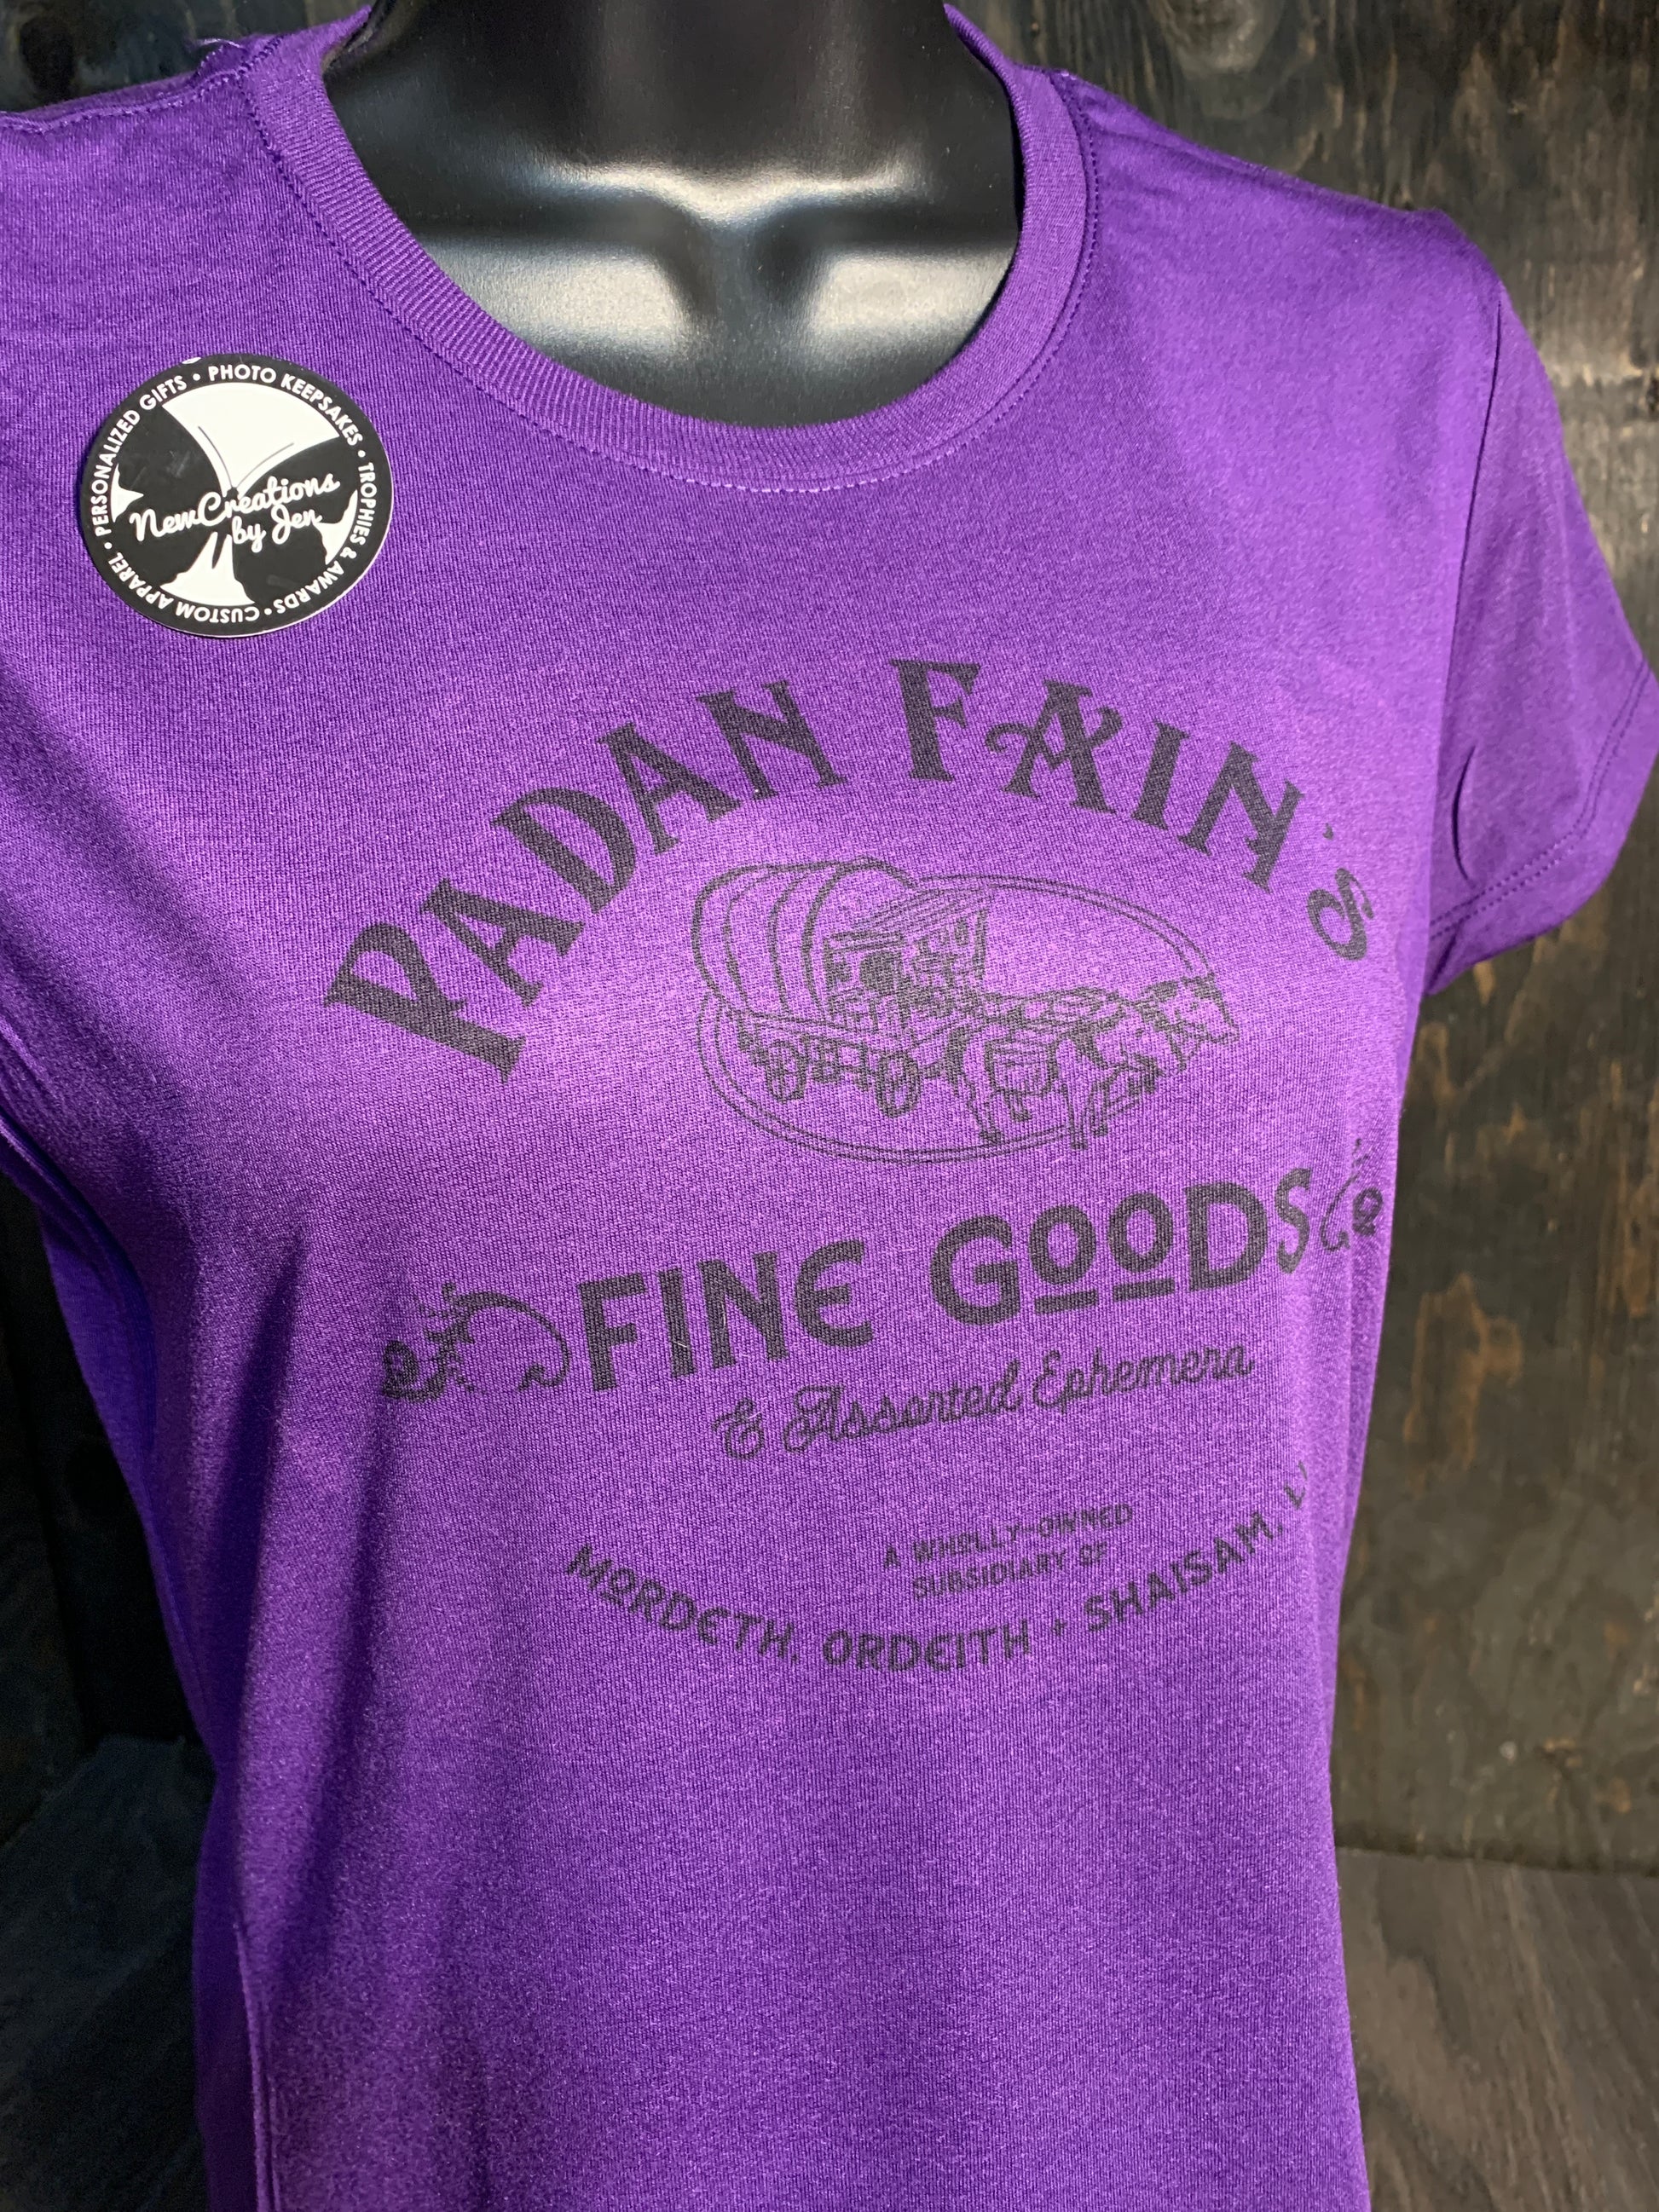 PERSONALIZED GIFTS • PHOTO KEEPSAKES • TROPHIES & AWARDS • CUSTOM APPAREL •
NewCreations
by Jen
PADAN FAIN'S
FINE GOODS
& Assorted Ephemera
A WHOLLY-OWNED
SUBSIDIARY OF
MORDETH, ORDEITH + SHAISAM,